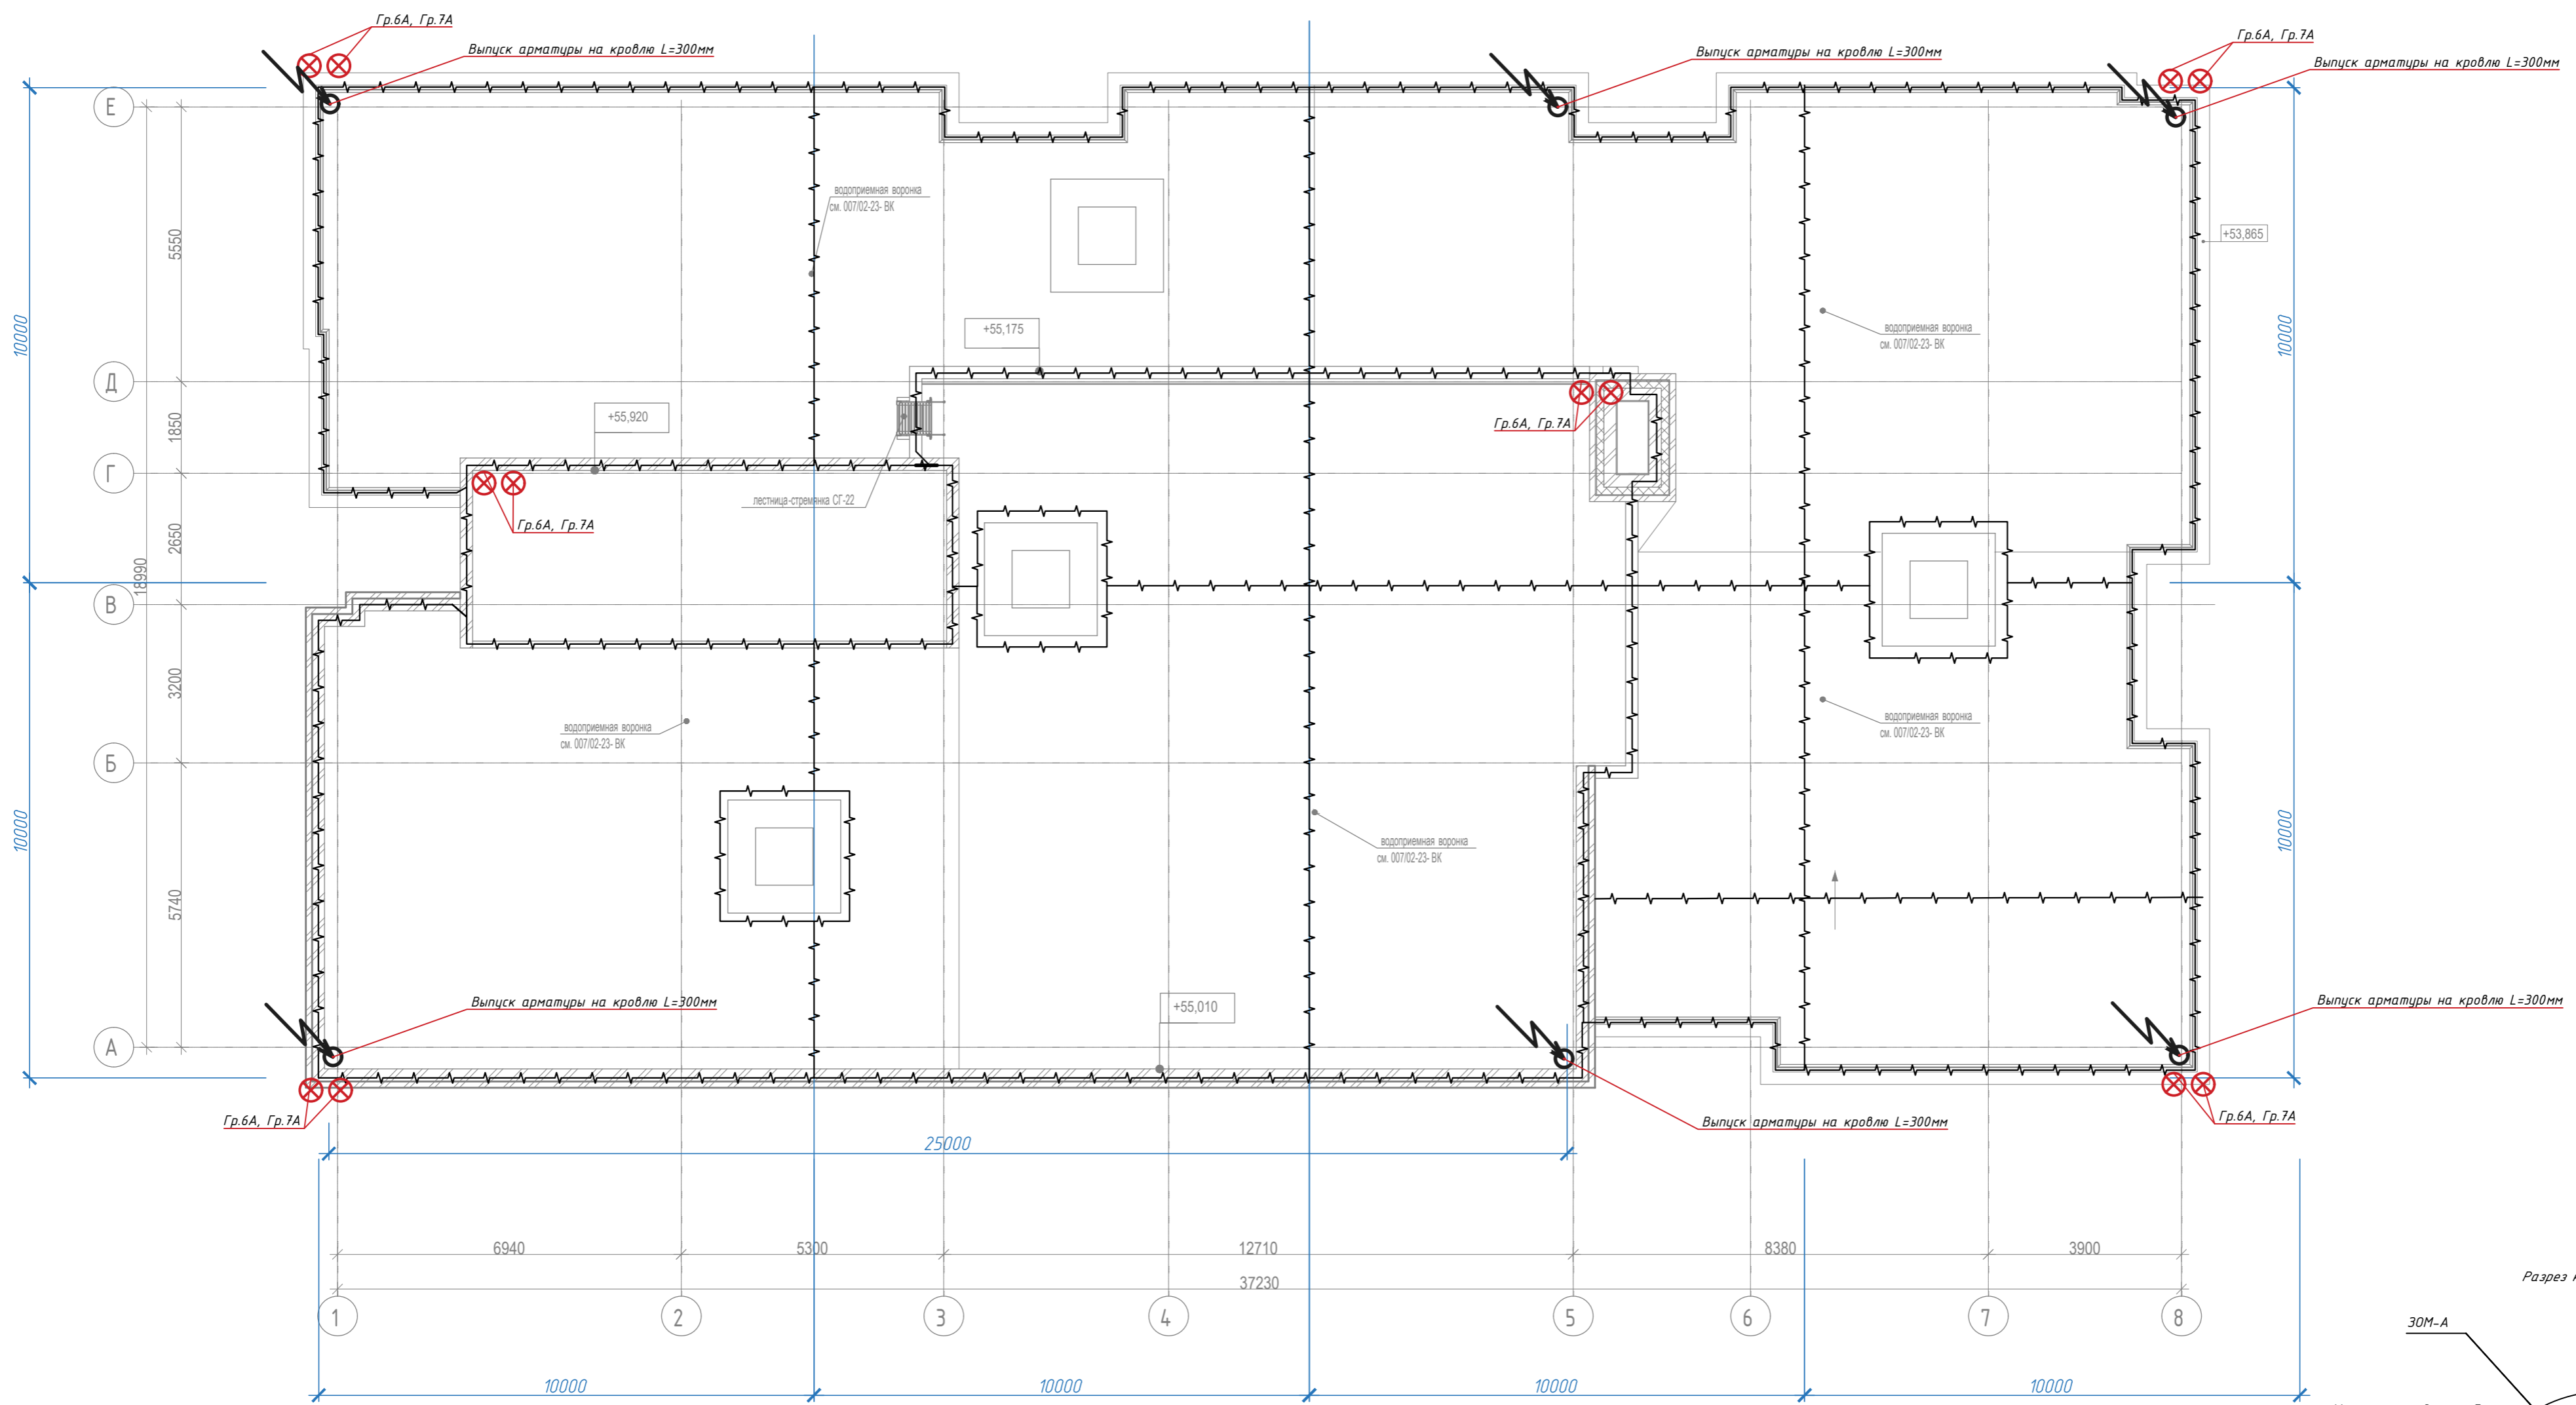 Гр.6А, Гр.7А
Выпуск арматуры на кровлю L=300мм
Выпуск арматуры на кровлю L=300мм
Гр.6А, Гр.7А
Выпуск арматуры на кровлю L=300мм
Е
водоприемная воронка
см. 007/02-23- ВК
+53,865
5550
10000
10000
+55,175
водоприемная воронка
см. 007/02-23- ВК
Д
+55,920
1850
Гр.6А, Гр.7А
Г
лестница-стремянка СГ-22
Гр.6А, Гр.7А
2650
18990
В
3200
водоприемная воронка
см. 007/02-23- ВК
водоприемная воронка
см. 007/02-23- ВК
Б
10000
10000
водоприемная воронка
см. 007/02-23- ВК
5740
Выпуск арматуры на кровлю L=300мм
+55,010
Выпуск арматуры на кровлю L=300мм
А
Гр.6А, Гр.7А
Выпуск арматуры на кровлю L=300мм
Гр.6А, Гр.7А
25000
6940
5300
12710
8380
3900
37230
Разрез
1
2
3
4
5
6
7
8
ЗОМ-А
10000
10000
10000
10000